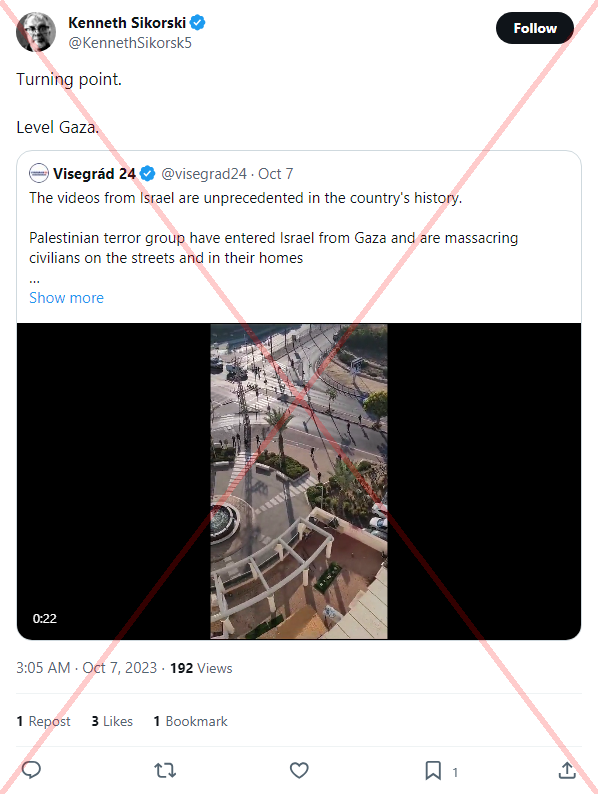 Kenneth Sikorski
@KennethSikorsk5
Follow
Turning point.
Level Gaza.
Visegrád 24 @visegrad24 · Oct 7
The videos from Israel are unprecedented in the country's history.
Palestinian terror group have entered Israel from Gaza and are massacring
civilians on the streets and in their homes
...
Show more
0:22
3:05 AM · Oct 7, 2023 · 192 Views
1 Repost 3 Likes 1 Bookmark
1